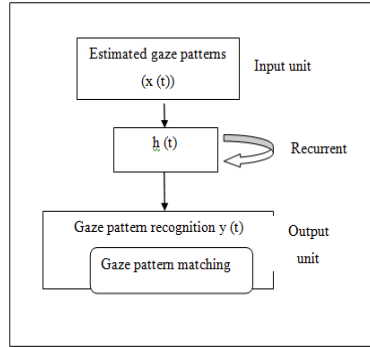 Estimated gaze patterns
(x (t))
Input unit
h (t)
Recurrent
Gaze pattern recognition y (t)
Output
unit
Gaze pattern matching